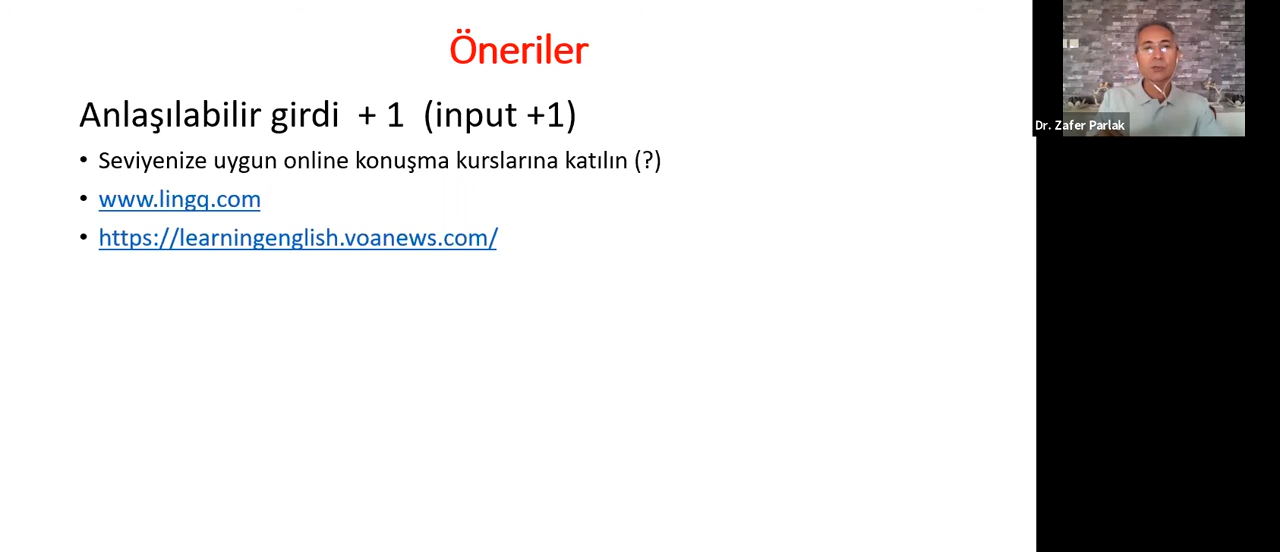 Öneriler
Anlaşılabilir girdi + 1 (input +1)
• Seviyenize uygun online konuşma kurslarına katılın (?)
• www.lingq.com
• https://learningenglish.voanews.com/
Dr. Zafer Parlak